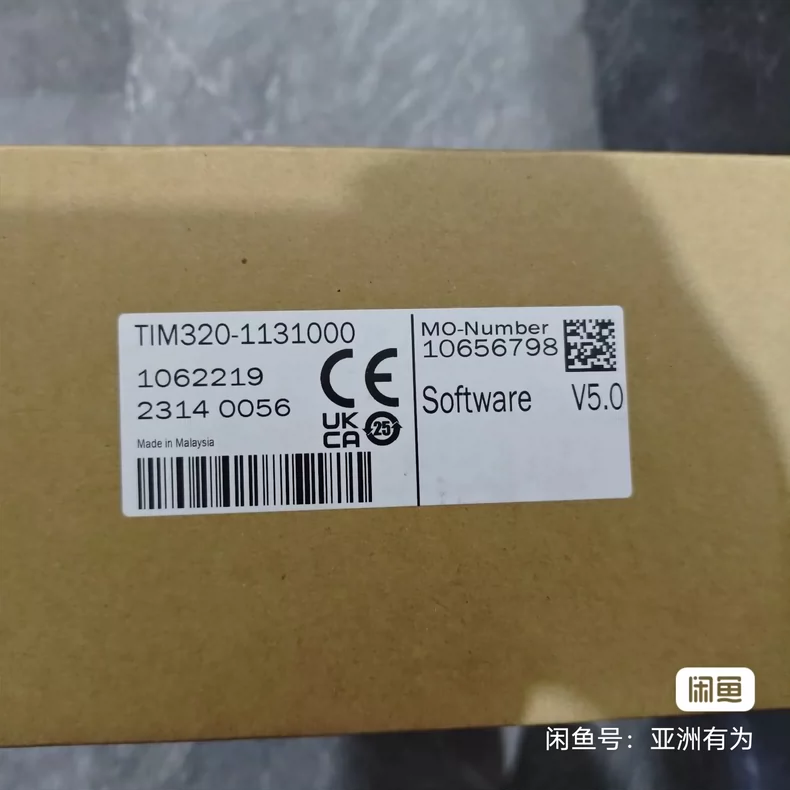 TIM320-1131000
1062219
2314 0056
CE
UK
CA
25
Made in Malaysia
MO-Number
10656798
Software V5.0
闲鱼
闲鱼号：亚洲有为